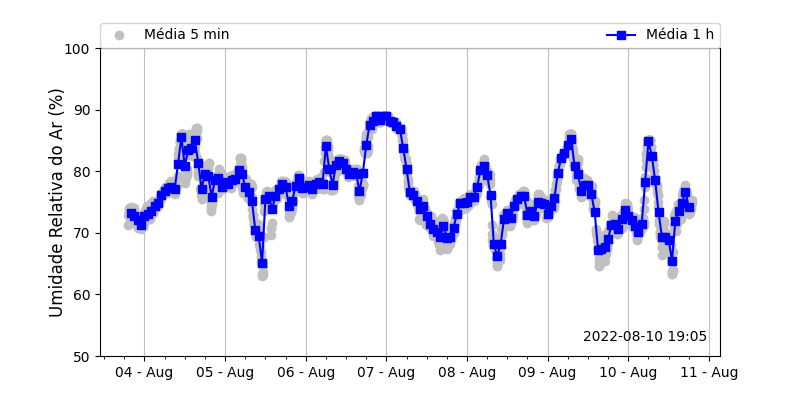 Média 5 min
Média 1 h
Umidade Relativa do Ar (%)
100
90
80
70
60
50
2022-08-10 19:05
04 - Aug
05 - Aug
06 - Aug
07 - Aug
08 - Aug
09 - Aug
10 - Aug
11 - Aug